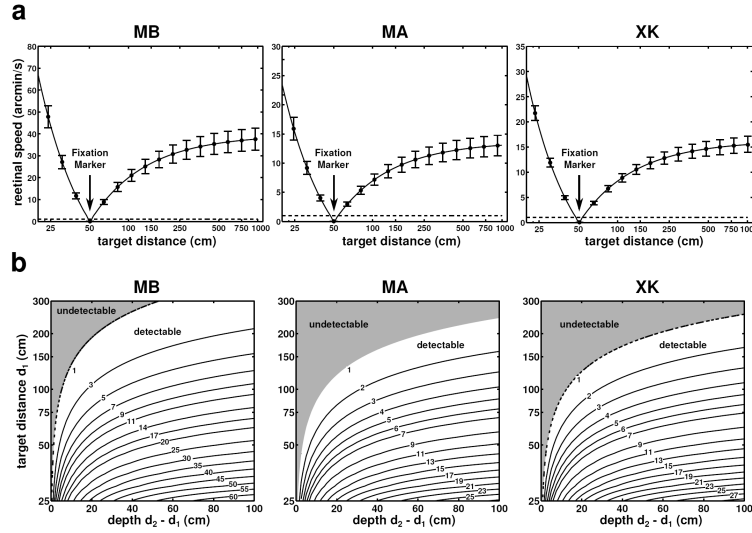 a
MB
MA
XK
reetinal speed (arcmin/s)
80
70
60
50
40
30
20
10
0
Fixation
Marker
25 50 100 150 250 500 750 1000
target distance (cm)
30
25
20
15
10
5
0
Fixation
Marker
25 50 100 150 250 500 750 1000
target distance (cm)
35
30
25
20
15
10
5
0
Fixation
Marker
25 50 100 150 250 500 750 1000
target distance (cm)
b
MB
MA
XK
target distance d1 (cm)
300
200
150
100
75
50
25
undetectable
detectable
1
3
5
7
9
11
14
17
20
25
30
35
40
45
50
55
60
0 20 40 60 80 100
depth d2 - d1 (cm)
300
200
150
100
75
50
25
undetectable
detectable
1
2
3
4
5
6
7
9
11
13
15
17
19
21
23
25
0 20 40 60 80 100
depth d2 - d1 (cm)
300
200
150
100
75
50
25
undetectable
detectable
1
2
3
4
5
6
7
9
11
13
15
17
19
21
23
25
27
0 20 40 60 80 100
depth d2 - d1 (cm)